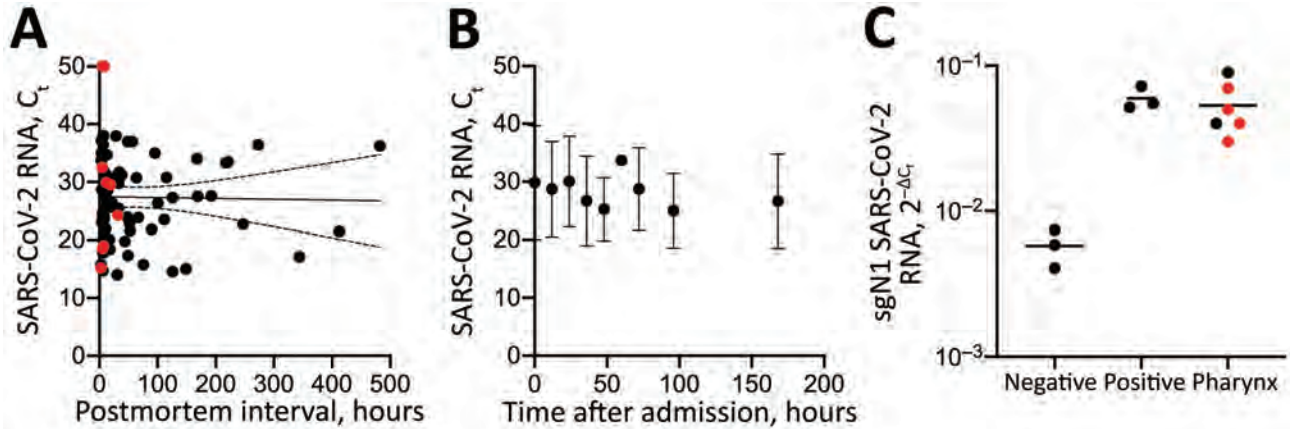 A
SARS-CoV-2 RNA, Ct
50
40
30
20
10
0
0 100 200 300 400 500
Postmortem interval, hours
B
SARS-CoV-2 RNA, Ct
50
40
30
20
10
0
0 50 100 150 200
Time after admission, hours
C
sgN1 SARS-CoV-2
RNA, 2^−ΔCt
10^−1
10^−2
10^−3
Negative Positive Pharynx